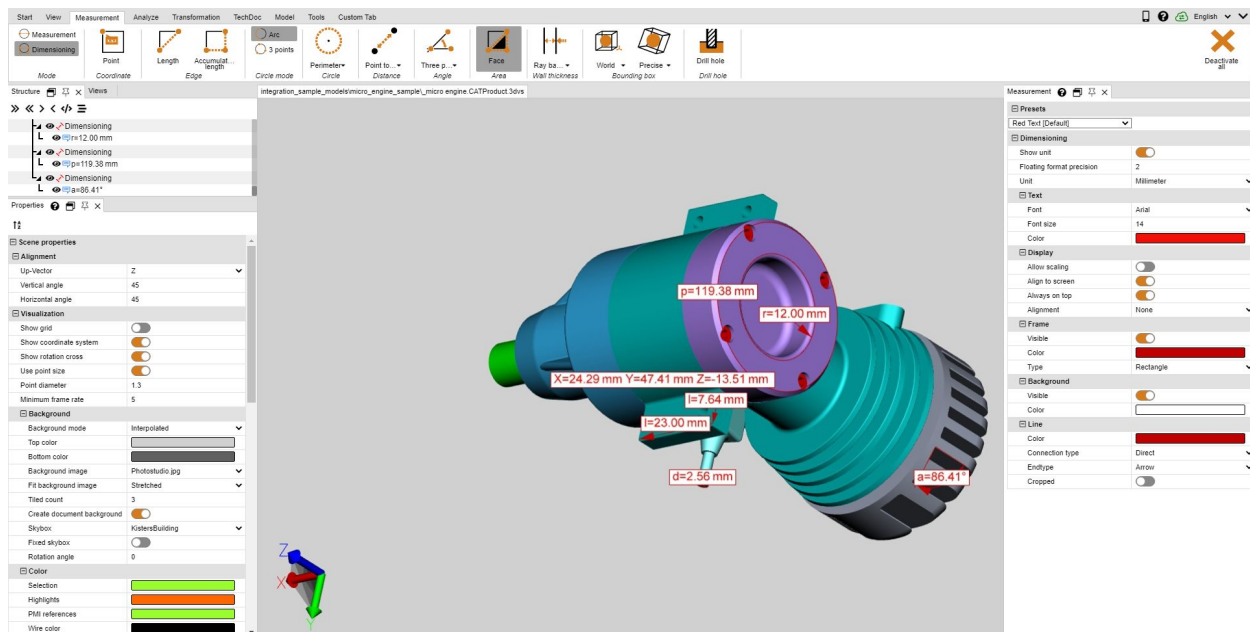 Start View Measurement Analyze Transformation TechDoc Model Tools Custom Tab English
Measurement
Dimensioning
Mode
Point
Coordinate
Length
Accumulat... length
Edge
Arc
3 points
Circle mode
Perimeter
Circle
Point to...
Distance
Three p...
Angle
Face
Area
Ray ba...
Wall thickness
World
Precise
Bounding box
Drill hole
Drill hole
Deactivate all
Structure Views
Dimensioning
r=12.00 mm
Dimensioning
p=119.38 mm
Dimensioning
a=86.41°
Properties
Scene properties
Alignment
Up-Vector Z
Vertical angle 45
Horizontal angle 45
Visualization
Show grid
Show coordinate system
Show rotation cross
Use point size
Point diameter 1.3
Minimum frame rate 5
Background
Background mode Interpolated
Top color
Bottom color
Background image Photostudio.jpg
Fit background image Stretched
Tiled count 3
Create document background
Skybox KistersBuilding
Fixed skybox
Rotation angle 0
Color
Selection
Highlights
PMI references
Wire color
integration_sample_models\micro_engine_sample\_micro engine.CATProduct.3dvs
p=119.38 mm
r=12.00 mm
X=24.29 mm Y=47.41 mm Z=-13.51 mm
l=7.64 mm
l=23.00 mm
d=2.56 mm
a=86.41°
Z
X
Y
Measurement
Presets
Red Text [Default]
Dimensioning
Show unit
Floating format precision 2
Unit Millimeter
Text
Font Arial
Font size 14
Color
Display
Allow scaling
Align to screen
Always on top
Alignment None
Frame
Visible
Color
Type Rectangle
Background
Visible
Color
Line
Color
Connection type Direct
Endtype Arrow
Cropped